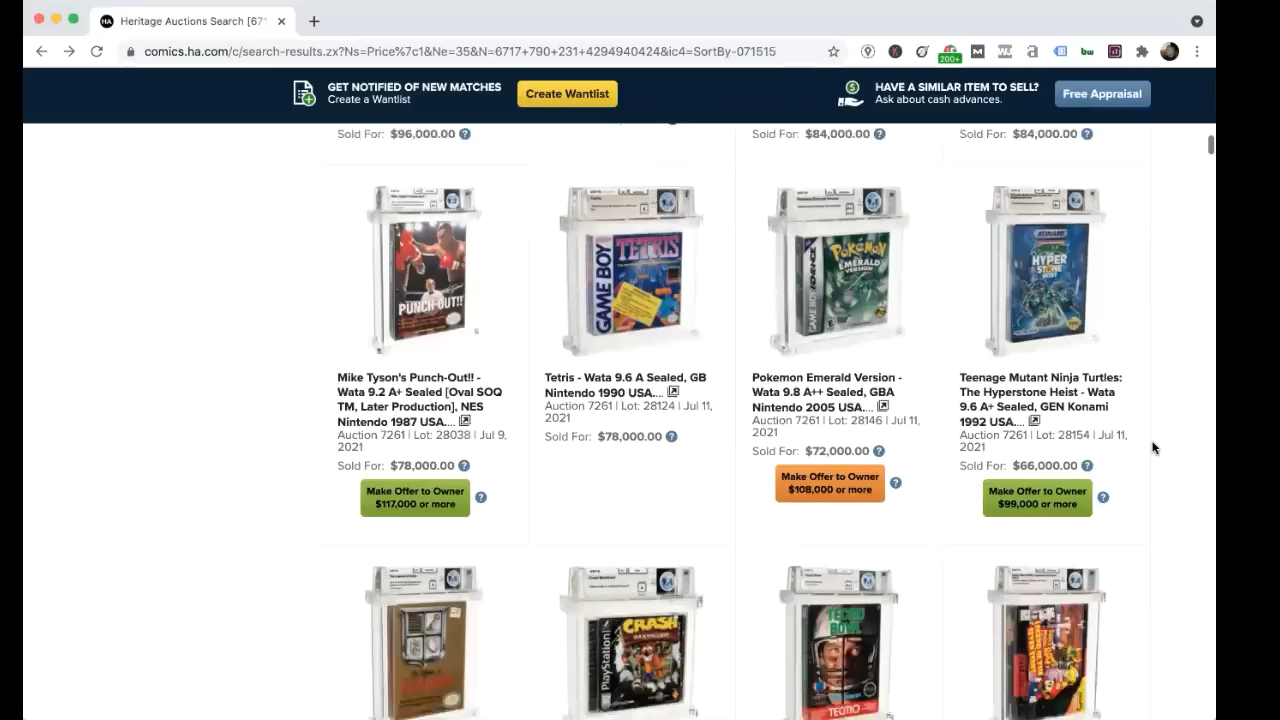 Heritage Auctions Search [67
comics.ha.com/c/search-results.zx?Ns=Price%7c1&Ne=35&N=6717+790+231+4294940424&ic4=SortBy-071515
200+
GET NOTIFIED OF NEW MATCHES
Create a Wantlist
Create Wantlist
HAVE A SIMILAR ITEM TO SELL?
Ask about cash advances.
Free Appraisal
Sold For: $96,000.00
Sold For: $84,000.00
Sold For: $84,000.00
PUNCH-OUT!!
GAME BOY
TETRIS
GAME BOY ADVANCE
POKéMON
EMERALD VERSION
KONAMI
HYPER
STONE
HEIST
Mike Tyson's Punch-Out!! -
Wata 9.2 A+ Sealed [Oval SOQ
TM, Later Production], NES
Nintendo 1987 USA....
Auction 7261 | Lot: 28038 | Jul 9,
2021
Sold For: $78,000.00
Make Offer to Owner
$117,000 or more
Tetris - Wata 9.6 A Sealed, GB
Nintendo 1990 USA....
Auction 7261 | Lot: 28124 | Jul 11,
2021
Sold For: $78,000.00
Pokemon Emerald Version -
Wata 9.8 A++ Sealed, GBA
Nintendo 2005 USA....
Auction 7261 | Lot: 28146 | Jul 11,
2021
Sold For: $72,000.00
Make Offer to Owner
$108,000 or more
Teenage Mutant Ninja Turtles:
The Hyperstone Heist - Wata
9.6 A+ Sealed, GEN Konami
1992 USA....
Auction 7261 | Lot: 28154 | Jul 11,
2021
Sold For: $66,000.00
Make Offer to Owner
$99,000 or more
PlayStation
CRASH
BANDICOOT
TECMO
BOWL
TECMO